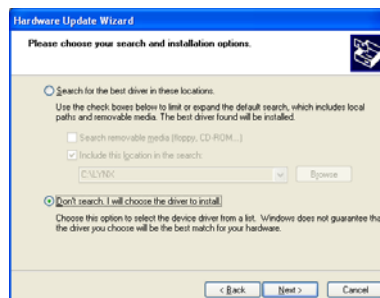 Hardware Update Wizard
Please choose your search and installation options.
Search for the best driver in these locations.
Use the check boxes below to limit or expand the default search, which includes local
paths and removable media. The best driver found will be installed.
Search removable media (floppy, CD-ROM...)
Include this location in the search:
C:\LYNX
Browse
Don't search. I will choose the driver to install.
Choose this option to select the device driver from a list. Windows does not guarantee
the driver you choose will be the best match for your hardware.
< Back
Next >
Cancel